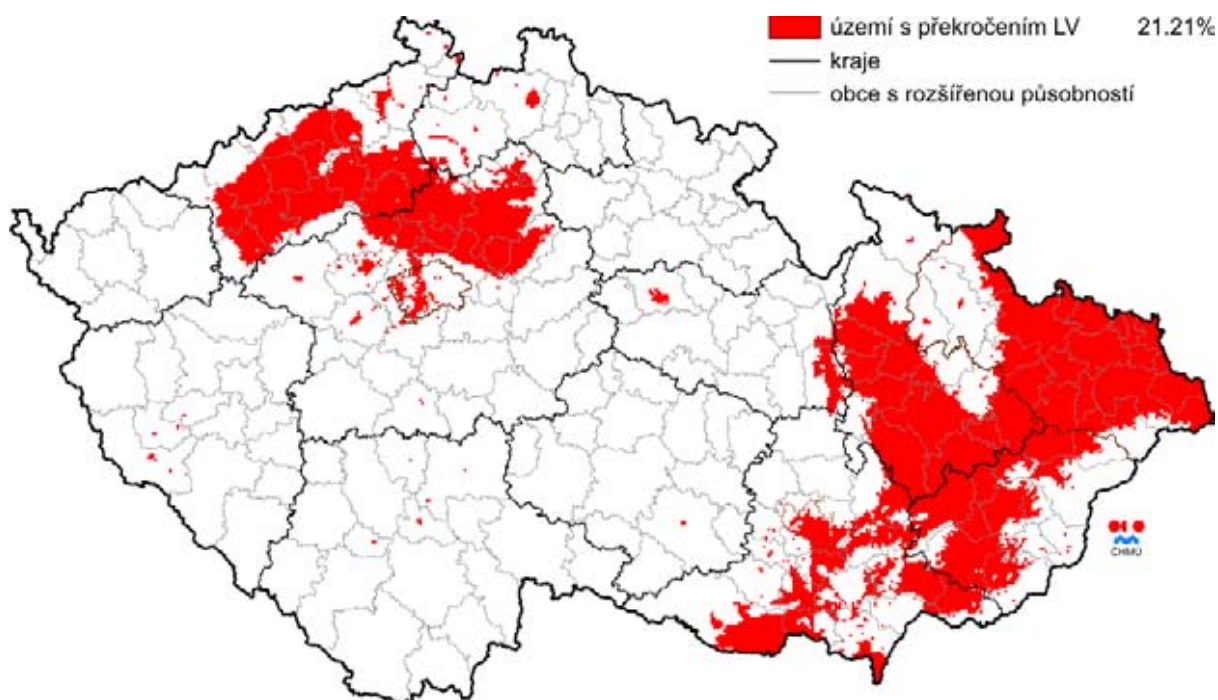 území s překročením LV 21.21%
kraje
obce s rozšířenou působností
CHMÚ